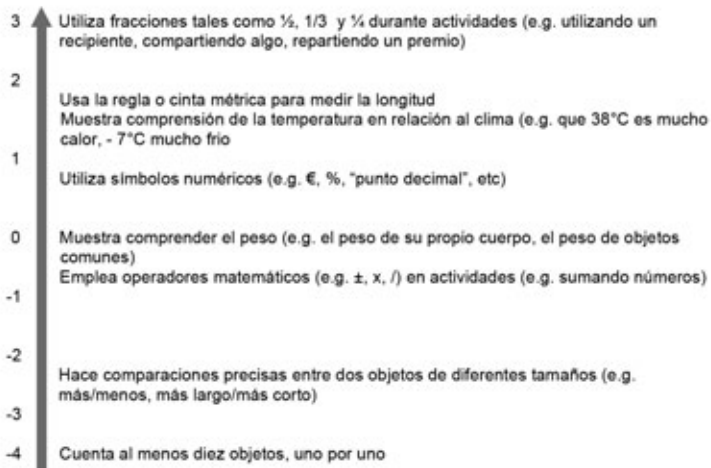 3 Utiliza fracciones tales como ½, 1/3 y ¼ durante actividades (e.g. utilizando un
recipiente, compartiendo algo, repartiendo un premio)
2
Usa la regla o cinta métrica para medir la longitud
Muestra comprensión de la temperatura en relación al clima (e.g. que 38°C es mucho
calor, - 7°C mucho frio
1
Utiliza símbolos numéricos (e.g. €, %, "punto decimal", etc)
0 Muestra comprender el peso (e.g. el peso de su propio cuerpo, el peso de objetos
comunes)
Emplea operadores matemáticos (e.g. ±, x, /) en actividades (e.g. sumando números)
-1
-2
Hace comparaciones precisas entre dos objetos de diferentes tamaños (e.g.
más/menos, más largo/más corto)
-3
-4 Cuenta al menos diez objetos, uno por uno